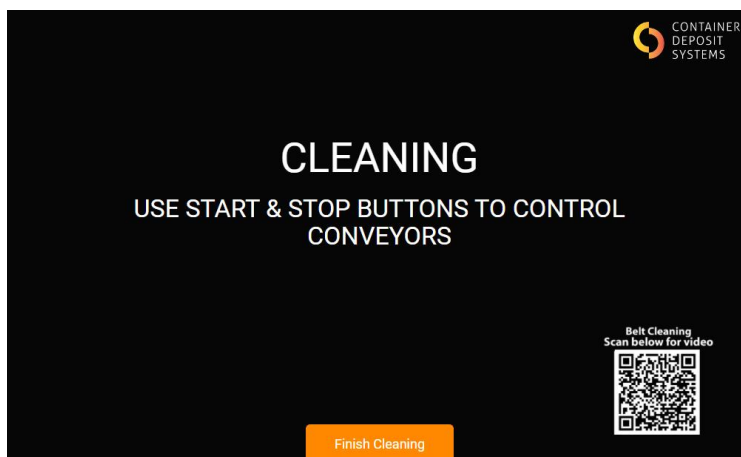 CONTAINER
DEPOSIT
SYSTEMS
CLEANING
USE START & STOP BUTTONS TO CONTROL
CONVEYORS
Belt Cleaning
Scan below for video
Finish Cleaning